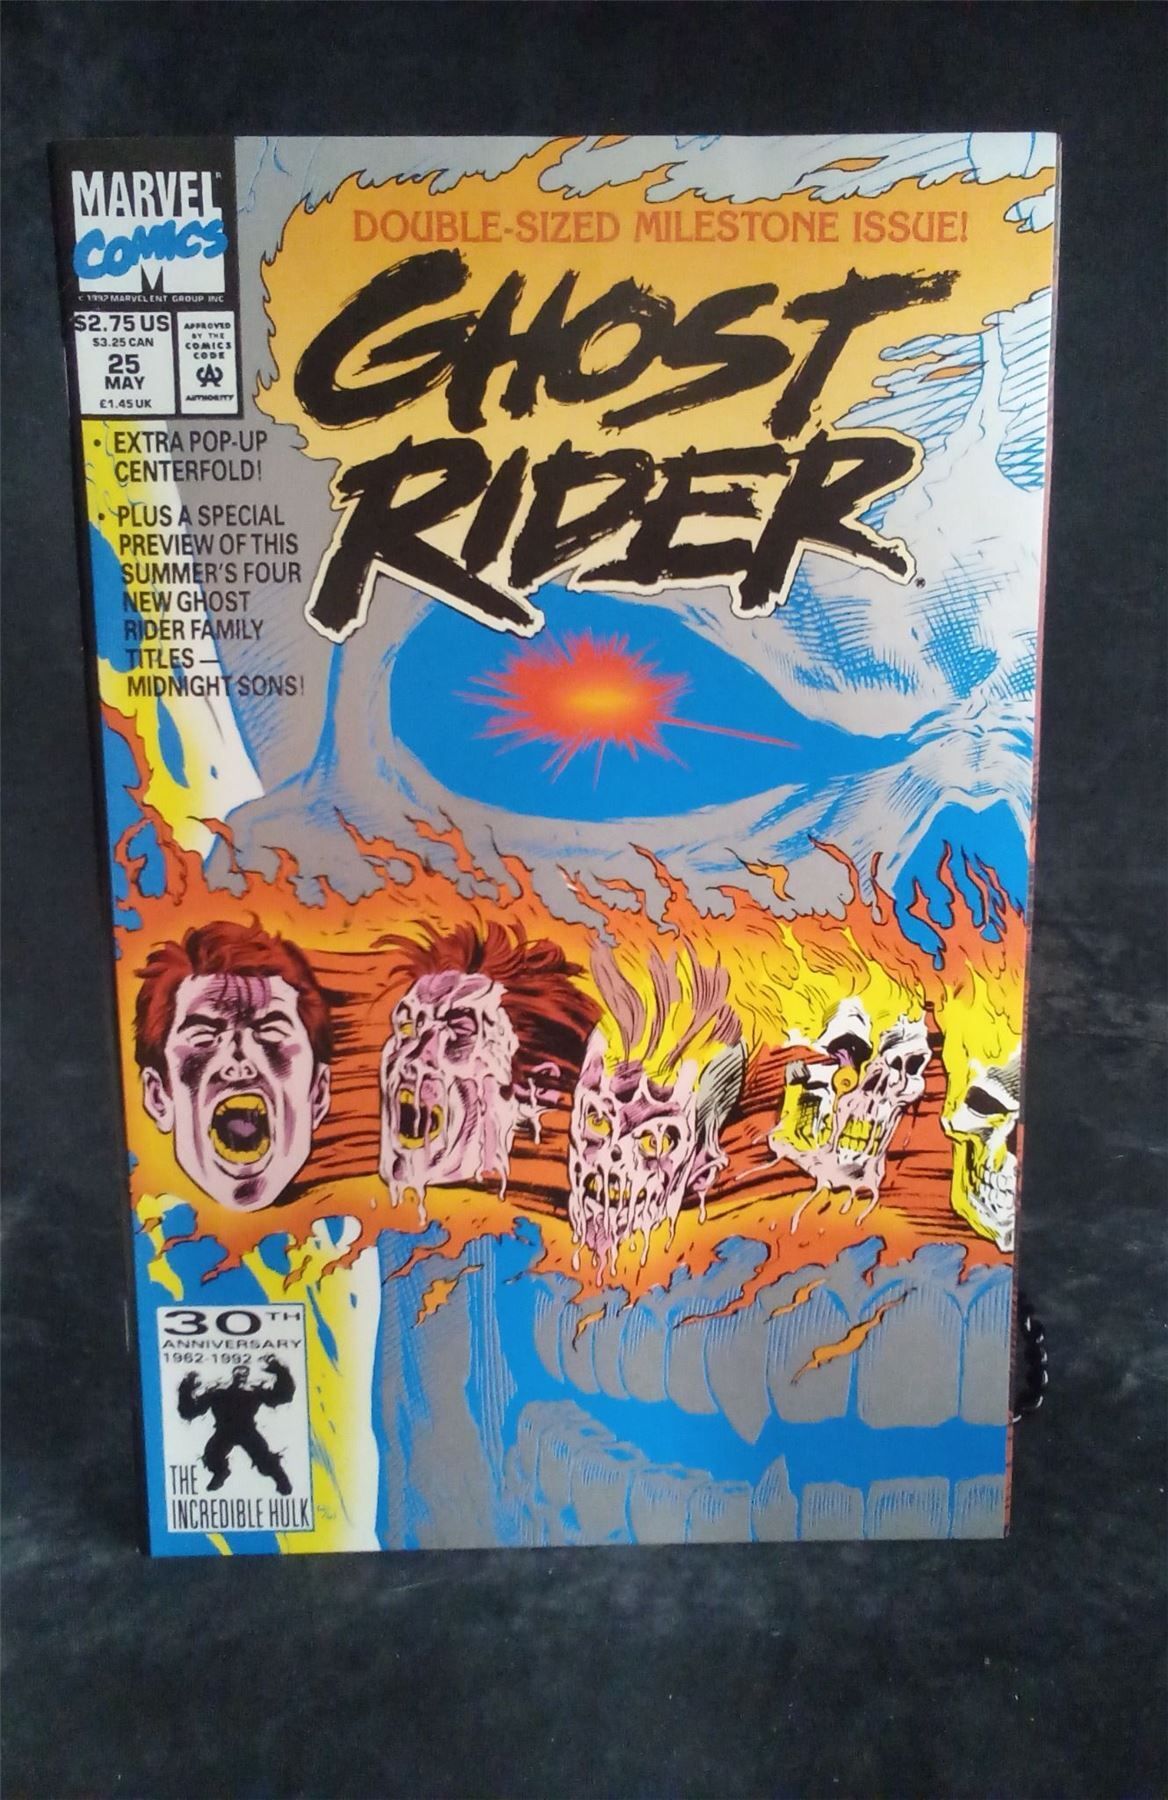 MARVEL
COMICS
M
© 1992 MARVEL ENT GROUP INC
$2.75 US
$3.25 CAN
25
MAY
£1.45 UK
APPROVED
BY THE
COMICS
CODE
CA
AUTHORITY
DOUBLE-SIZED MILESTONE ISSUE!
GHOST
RIDER
• EXTRA POP-UP
CENTERFOLD!
• PLUS A SPECIAL
PREVIEW OF THIS
SUMMER'S FOUR
NEW GHOST
RIDER FAMILY
TITLES —
MIDNIGHT SONS!
30TH
ANNIVERSARY
1962-1992
THE
INCREDIBLE HULK